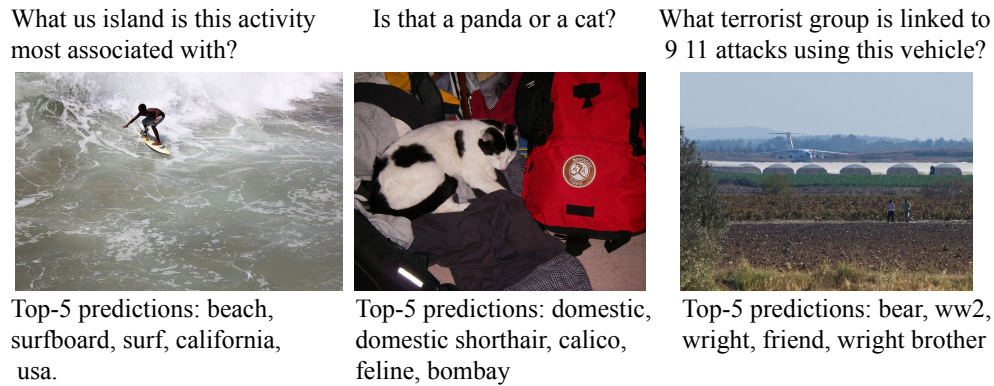 What us island is this activity
most associated with?
Top-5 predictions: beach,
surfboard, surf, california,
usa.
Is that a panda or a cat?
Top-5 predictions: domestic,
domestic shorthair, calico,
feline, bombay
What terrorist group is linked to
9 11 attacks using this vehicle?
Top-5 predictions: bear, ww2,
wright, friend, wright brother